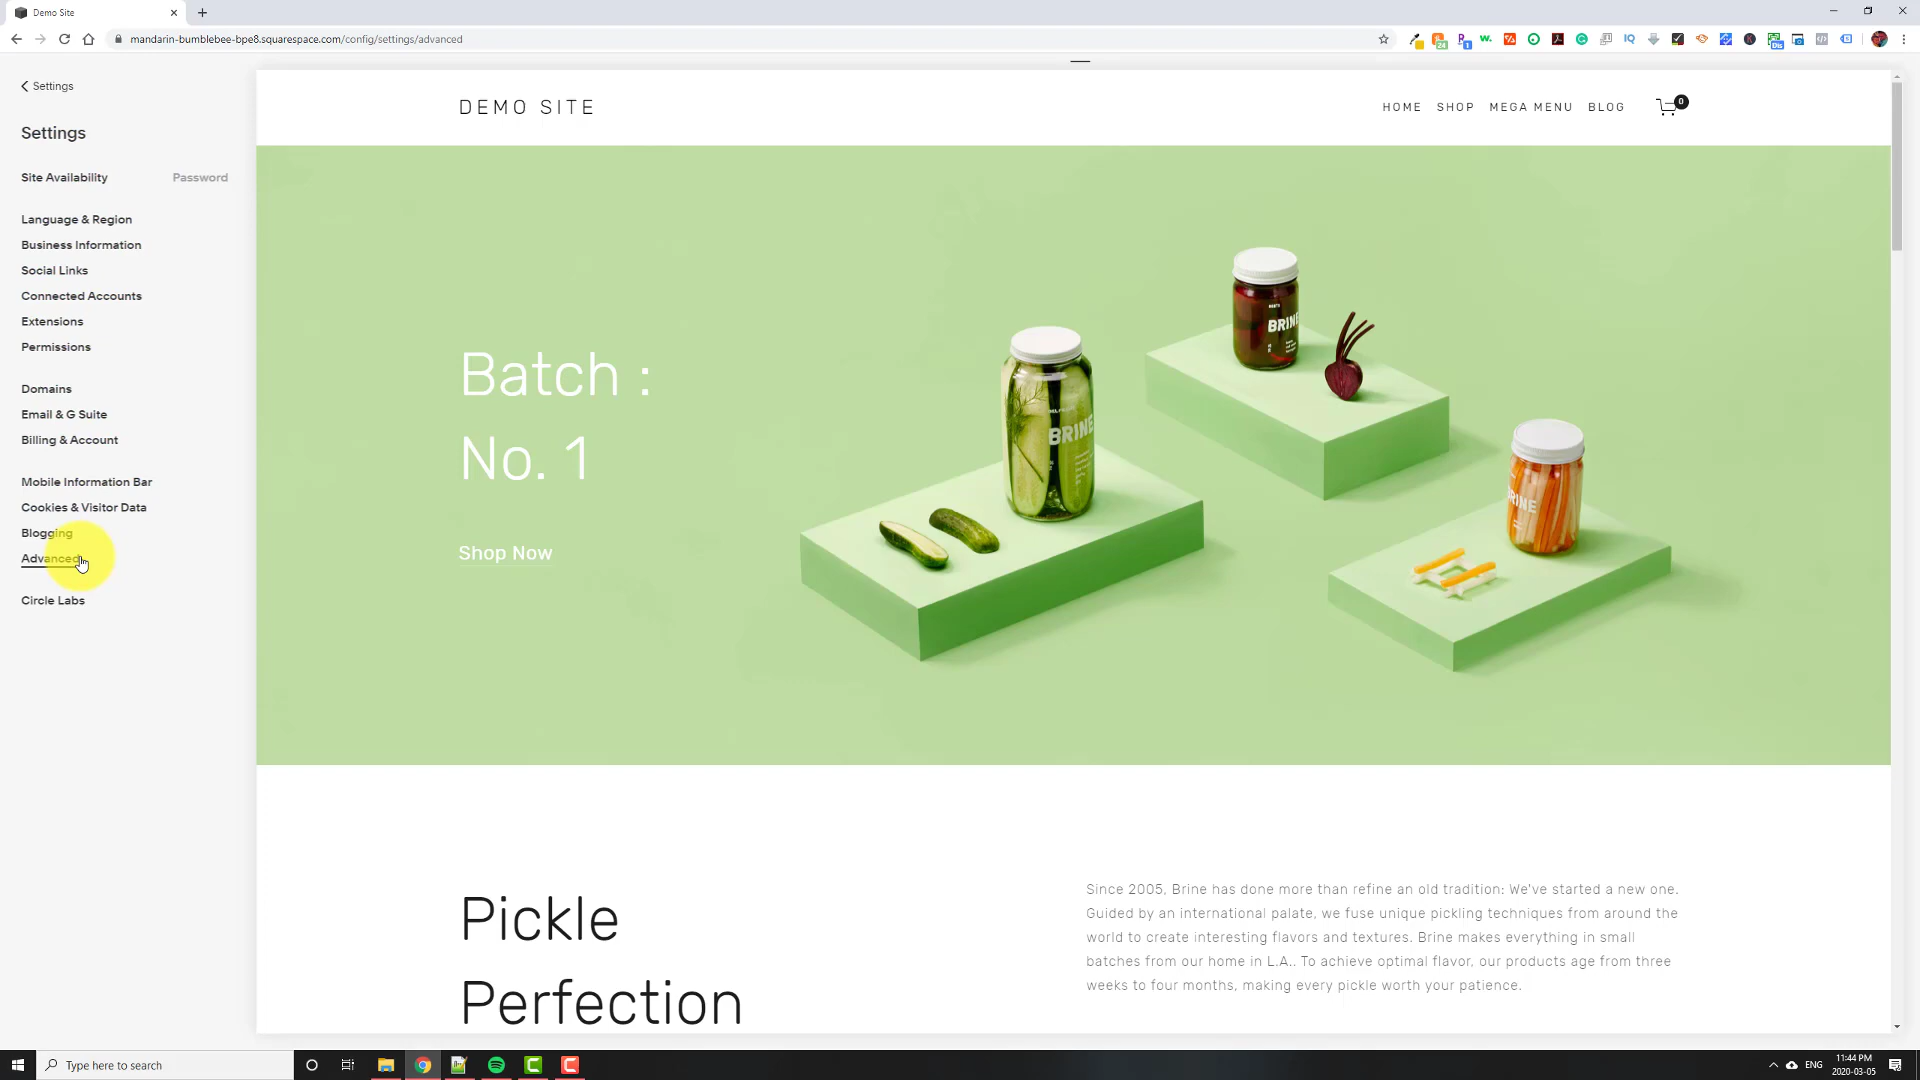 Demo Site
mandarin-bumblebee-bpe8.squarespace.com/config/settings/advanced
Settings
Settings
Site Availability Password
Language & Region
Business Information
Social Links
Connected Accounts
Extensions
Permissions
Domains
Email & G Suite
Billing & Account
Mobile Information Bar
Cookies & Visitor Data
Blogging
Advanced
Circle Labs
DEMO SITE
HOME SHOP MEGA MENU BLOG 0
Batch :
No. 1
Shop Now
BRINE
BRINE
BRINE
Pickle
Perfection
Since 2005, Brine has done more than refine an old tradition: We've started a new one.
Guided by an international palate, we fuse unique pickling techniques from around the
world to create interesting flavors and textures. Brine makes everything in small
batches from our home in L.A.. To achieve optimal flavor, our products age from three
weeks to four months, making every pickle worth your patience.
Type here to search
ENG
11:44 PM
2020-03-05